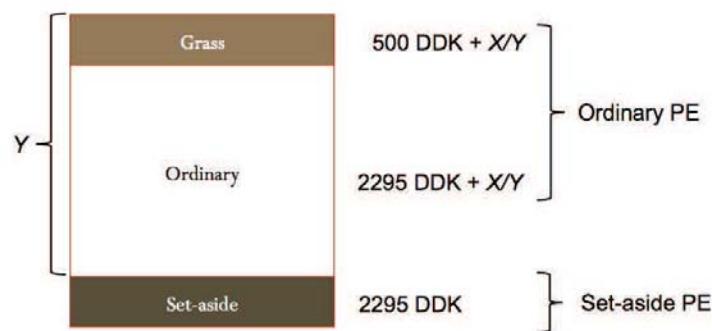 Grass
500 DDK + X/Y
Ordinary PE
Y
Ordinary
2295 DDK + X/Y
Set-aside
2295 DDK
Set-aside PE